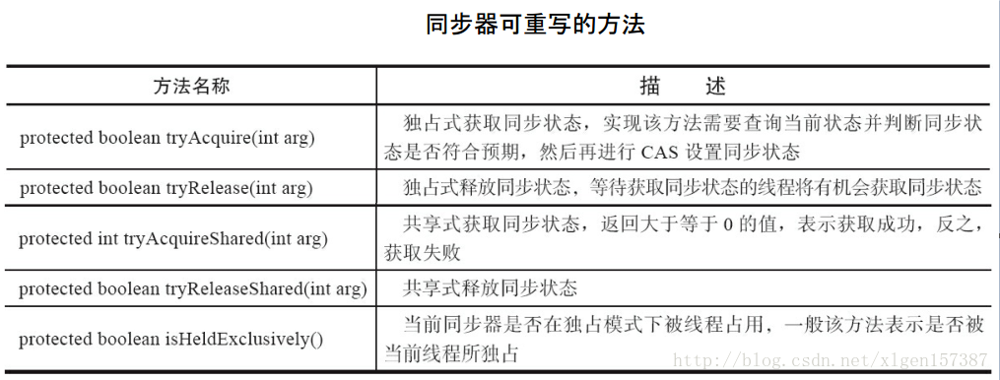 同步器可重写的方法
方法名称
描 述
protected boolean tryAcquire(int arg)
独占式获取同步状态，实现该方法需要查询当前状态并判断同步状
态是否符合预期，然后再进行 CAS 设置同步状态
protected boolean tryRelease(int arg)
独占式释放同步状态，等待获取同步状态的线程将有机会获取同步状态
protected int tryAcquireShared(int arg)
共享式获取同步状态，返回大于等于 0 的值，表示获取成功，反之，
获取失败
protected boolean tryReleaseShared(int arg)
共享式释放同步状态
protected boolean isHeldExclusively()
当前同步器是否在独占模式下被线程占用，一般该方法表示是否被
当前线程所独占
http://blog.csdn.net/xlgen157387